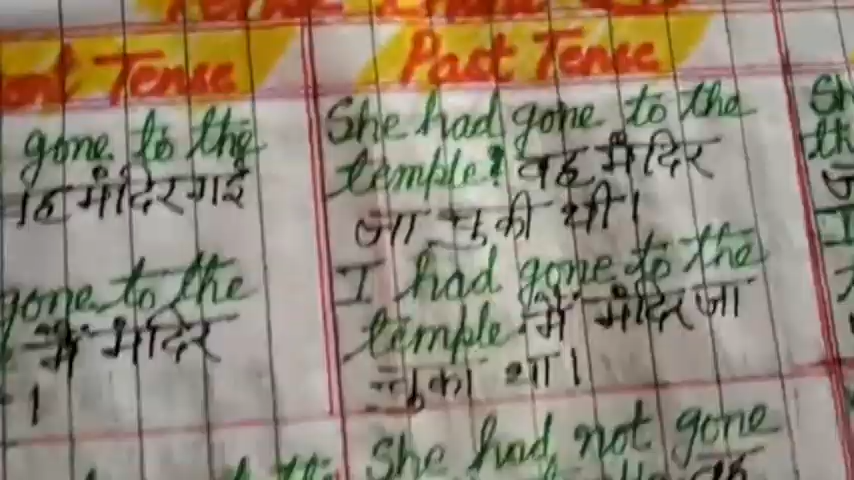 Tense
gone to the
मंदिर गई
gone to the
मैं मंदिर
।
Past Tense
She had gone to the
temple. वह मंदिर
जा चुकी थी।
I had gone to the
temple. मैं मंदिर जा
चुका था।
She had not gone
वह